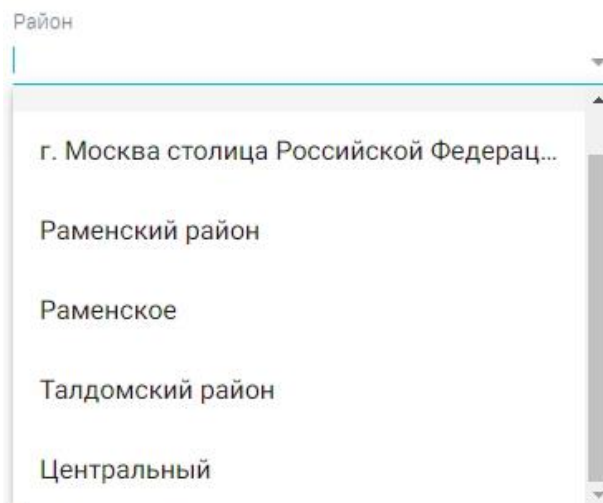 Район
г. Москва столица Российской Федерац...
Раменский район
Раменское
Талдомский район
Центральный